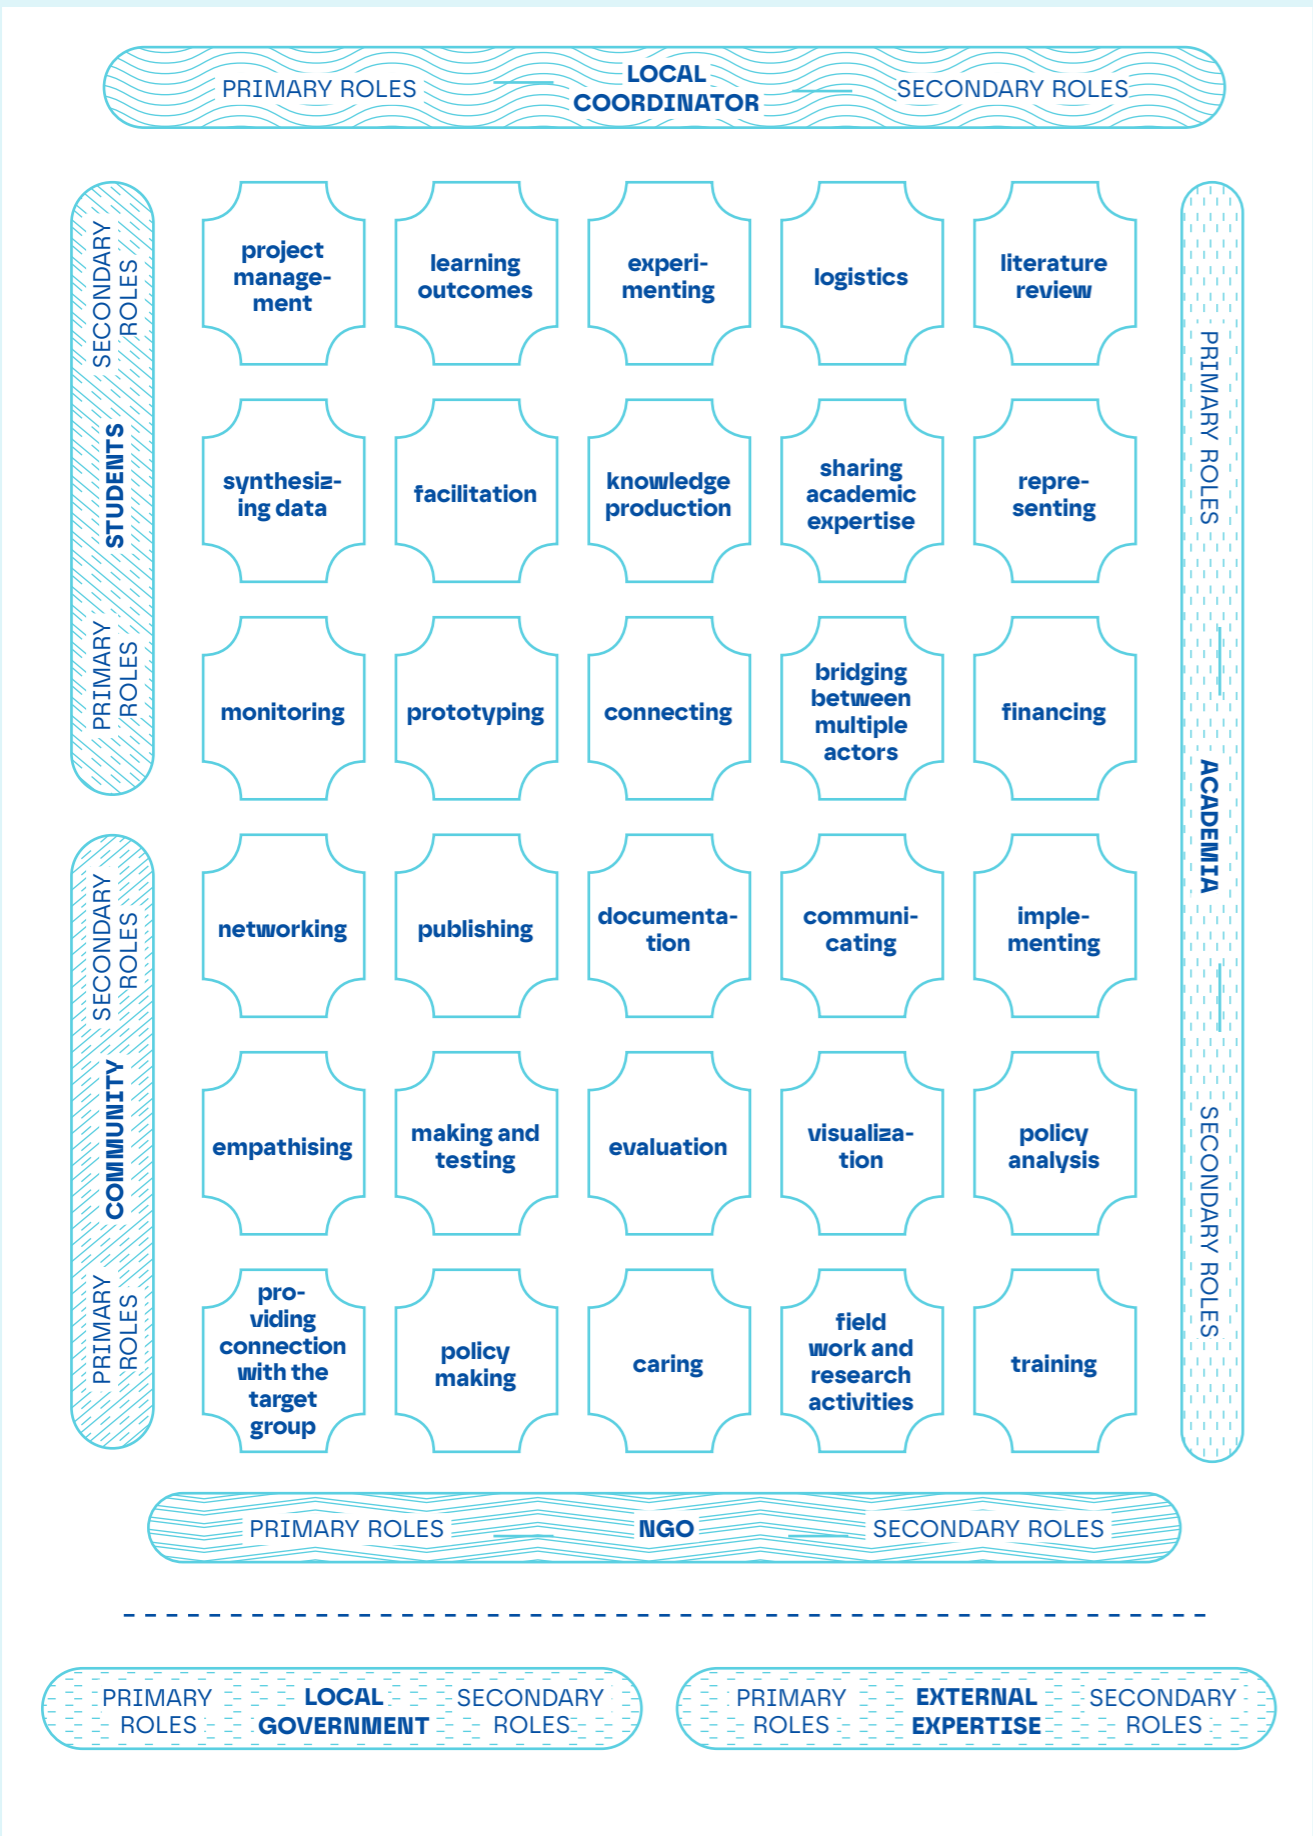 PRIMARY ROLES
LOCAL
COORDINATOR
SECONDARY ROLES
SECONDARY
ROLES
STUDENTS
PRIMARY
ROLES
project
manage-
ment
learning
outcomes
experi-
menting
logistics
literature
review
synthesiz-
ing data
facilitation
knowledge
production
sharing
academic
expertise
repre-
senting
monitoring
prototyping
connecting
bridging
between
multiple
actors
financing
PRIMARY ROLES
ACADEMIA
SECONDARY ROLES
SECONDARY
ROLES
COMMUNITY
PRIMARY
ROLES
networking
publishing
documenta-
tion
communi-
cating
imple-
menting
empathising
making and
testing
evaluation
visualiza-
tion
policy
analysis
pro-
viding
connection
with the
target
group
policy
making
caring
field
work and
research
activities
training
PRIMARY ROLES
NGO
SECONDARY ROLES
PRIMARY
ROLES
LOCAL
GOVERNMENT
SECONDARY
ROLES
PRIMARY
ROLES
EXTERNAL
EXPERTISE
SECONDARY
ROLES